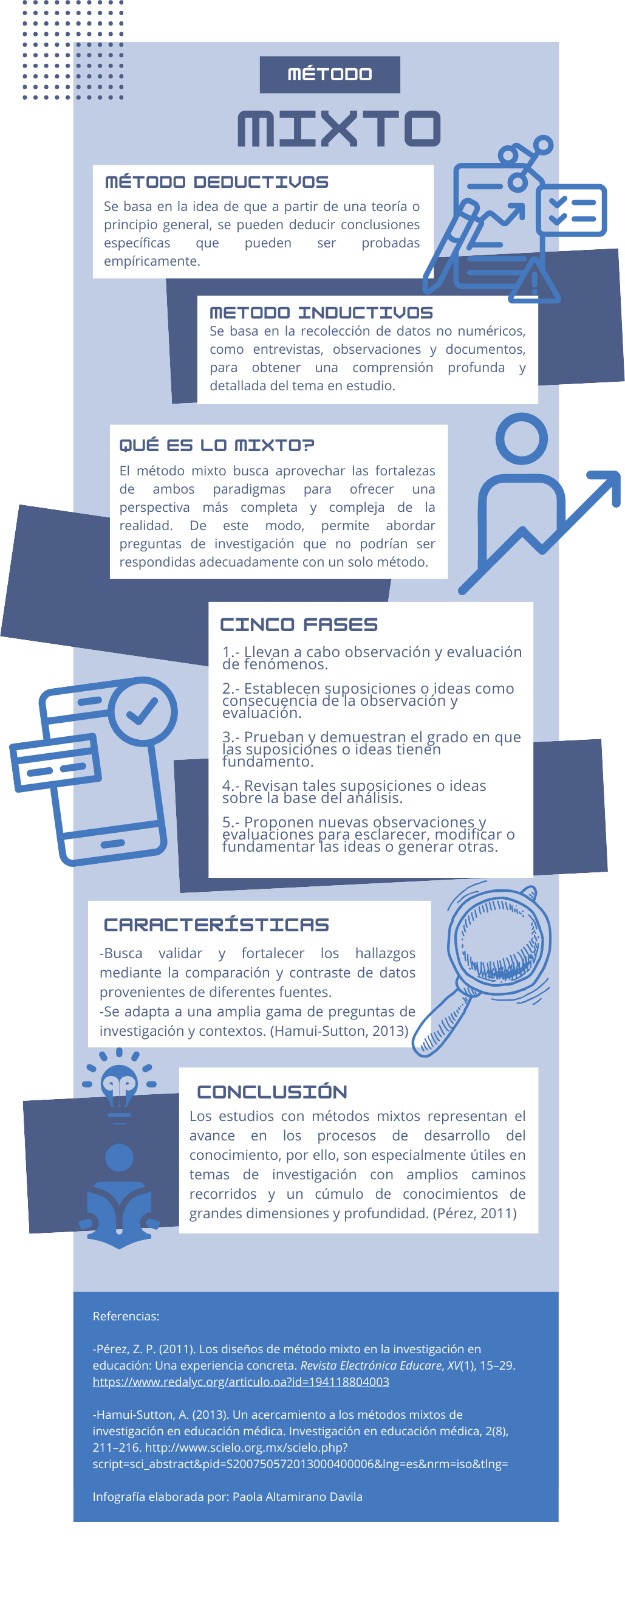 MÉTODO
MIXTO
MÉTODO DEDUCTIVOS
Se basa en la idea de que a partir de una teoría o
principio general, se pueden deducir conclusiones
específicas que pueden ser probadas
empíricamente.
METODO INDUCTIVOS
Se basa en la recolección de datos no numéricos,
como entrevistas, observaciones y documentos,
para obtener una comprensión profunda y
detallada del tema en estudio.
QUÉ ES LO MIXTO?
El método mixto busca aprovechar las fortalezas
de ambos paradigmas para ofrecer una
perspectiva más completa y compleja de la
realidad. De este modo, permite abordar
preguntas de investigación que no podrían ser
respondidas adecuadamente con un solo método.
CINCO FASES
1.- Llevan a cabo observación y evaluación
de fenómenos.
2.- Establecen suposiciones o ideas como
consecuencia de la observación y
evaluación.
3.- Prueban y demuestran el grado en que
las suposiciones o ideas tienen
fundamento.
4.- Revisan tales suposiciones o ideas
sobre la base del análisis.
5.- Proponen nuevas observaciones y
evaluaciones para esclarecer, modificar o
fundamentar las ideas o generar otras.
CARACTERÍSTICAS
-Busca validar y fortalecer los hallazgos
mediante la comparación y contraste de datos
provenientes de diferentes fuentes.
-Se adapta a una amplia gama de preguntas de
investigación y contextos. (Hamui-Sutton, 2013)
CONCLUSIÓN
Los estudios con métodos mixtos representan el
avance en los procesos de desarrollo del
conocimiento, por ello, son especialmente útiles en
temas de investigación con amplios caminos
recorridos y un cúmulo de conocimientos de
grandes dimensiones y profundidad. (Pérez, 2011)
Referencias:
-Pérez, Z. P. (2011). Los diseños de método mixto en la investigación en
educación: Una experiencia concreta. Revista Electrónica Educare, XV(1), 15–29.
https://www.redalyc.org/articulo.oa?id=194118804003
-Hamui-Sutton, A. (2013). Un acercamiento a los métodos mixtos de
investigación en educación médica. Investigación en educación médica, 2(8),
211–216. http://www.scielo.org.mx/scielo.php?
script=sci_abstract&pid=S200750572013000400006&lng=es&nrm=iso&tlng=
Infografía elaborada por: Paola Altamirano Davila